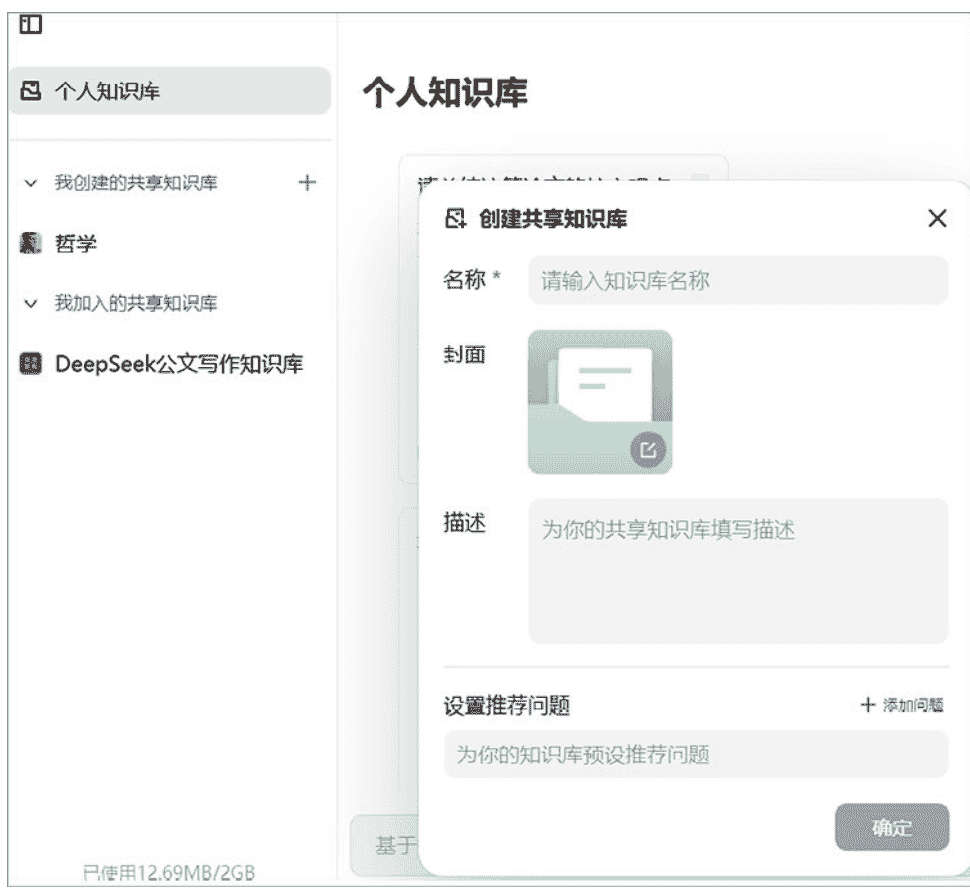 个人知识库
我创建的共享知识库
哲学
我加入的共享知识库
DeepSeek公文写作知识库
已使用12.69MB/2GB
个人知识库
创建共享知识库
名称 *
请输入知识库名称
封面
描述
为你的共享知识库填写描述
设置推荐问题
+ 添加问题
为你的知识库预设推荐问题
确定
基于